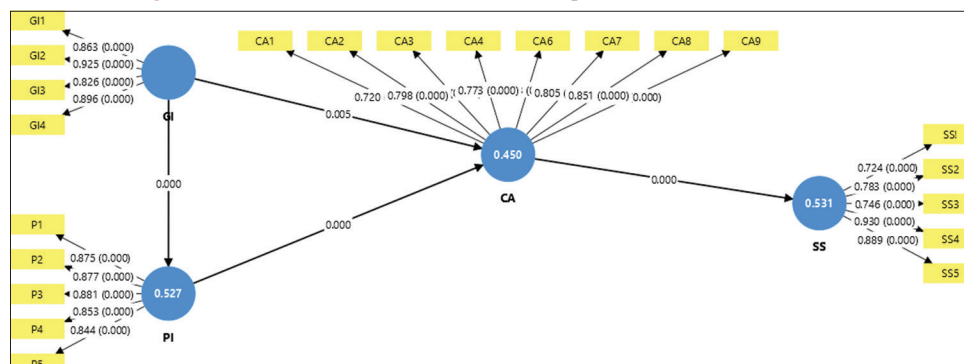 GI1
GI2
GI3
GI4
0.863 (0.000)
0.925 (0.000)
0.826 (0.000)
0.896 (0.000)
GI
CA1
CA2
CA3
CA4
CA6
CA7
CA8
CA9
0.720
0.798 (0.000)
0.773 (0.000)
0.805
0.851 (0.000)
0.000)
0.005
0.450
CA
0.000
0.000
0.000
P1
P2
P3
P4
P5
0.875 (0.000)
0.877 (0.000)
0.881 (0.000)
0.853 (0.000)
0.844 (0.000)
0.527
PI
SSI
SS2
SS3
SS4
SS5
0.724 (0.000)
0.783 (0.000)
0.746 (0.000)
0.930 (0.000)
0.889 (0.000)
0.531
SS